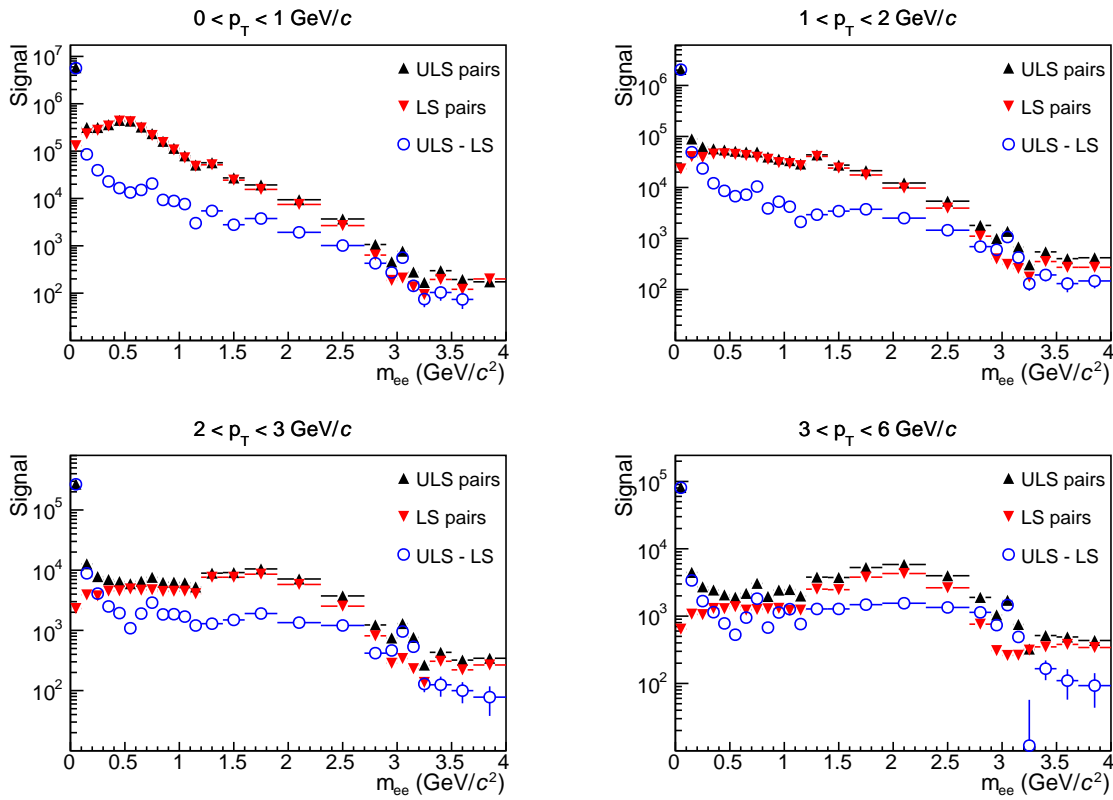 0 < p_T < 1 GeV/c
Signal
10^7
10^6
10^5
10^4
10^3
10^2
ULS pairs
LS pairs
ULS - LS
0 0.5 1 1.5 2 2.5 3 3.5 4
m_ee (GeV/c^2)
1 < p_T < 2 GeV/c
Signal
10^6
10^5
10^4
10^3
10^2
ULS pairs
LS pairs
ULS - LS
0 0.5 1 1.5 2 2.5 3 3.5 4
m_ee (GeV/c^2)
2 < p_T < 3 GeV/c
Signal
10^5
10^4
10^3
10^2
ULS pairs
LS pairs
ULS - LS
0 0.5 1 1.5 2 2.5 3 3.5 4
m_ee (GeV/c^2)
3 < p_T < 6 GeV/c
Signal
10^5
10^4
10^3
10^2
ULS pairs
LS pairs
ULS - LS
0 0.5 1 1.5 2 2.5 3 3.5 4
m_ee (GeV/c^2)